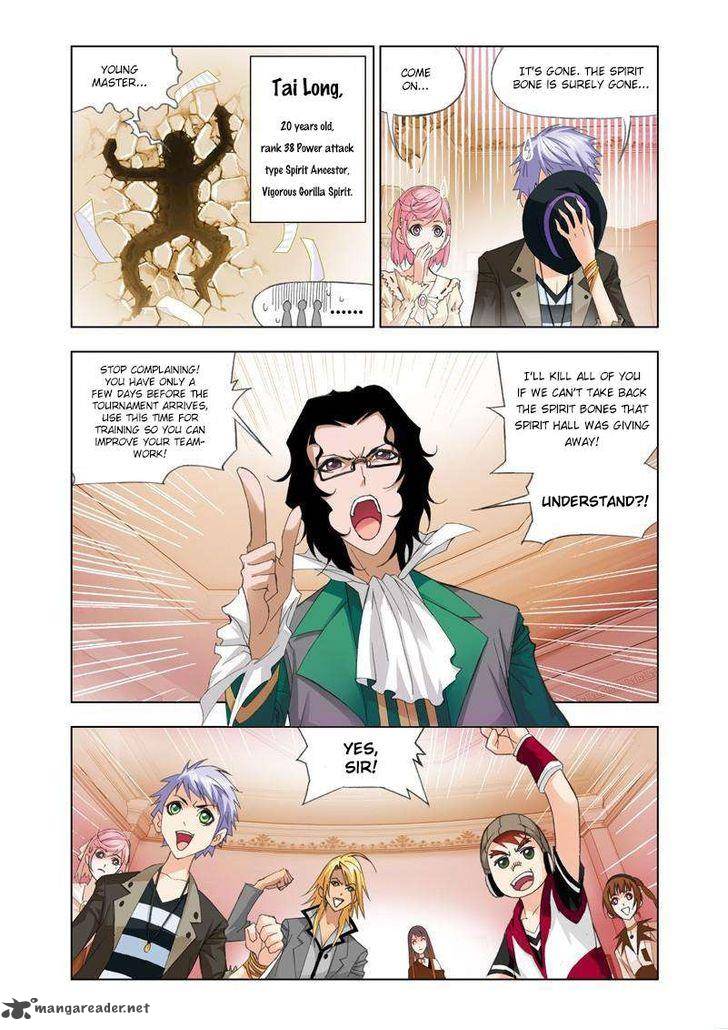 YOUNG
MASTER...
Tai Long,
20 years old,
rank 38 Power attack
type Spirit Ancestor,
Vigorous Gorilla Spirit.
......
COME
ON...
IT'S GONE. THE SPIRIT
BONE IS SURELY GONE...
STOP COMPLAINING!
YOU HAVE ONLY A
FEW DAYS BEFORE THE
TOURNAMENT ARRIVES,
USE THIS TIME FOR
TRAINING SO YOU CAN
IMPROVE YOUR TEAM-
WORK!
I'LL KILL ALL OF YOU
IF WE CAN'T TAKE BACK
THE SPIRIT BONES THAT
SPIRIT HALL WAS GIVING
AWAY!
UNDERSTAND?!
YES,
SIR!
mangareader.net